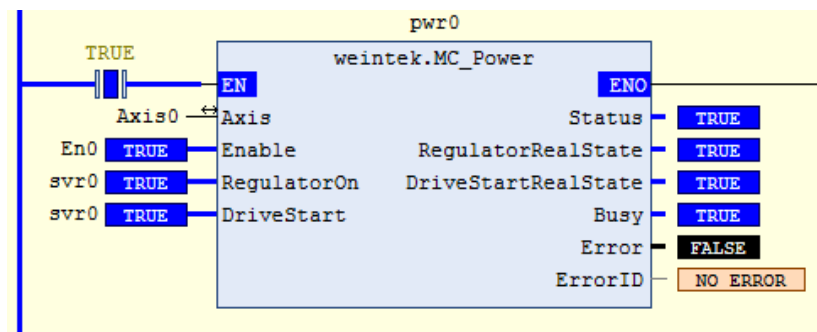 pwr0
TRUE
weintek.MC_Power
EN ENO
Axis0 Axis Status TRUE
En0 TRUE Enable RegulatorRealState TRUE
svr0 TRUE RegulatorOn DriveStartRealState TRUE
svr0 TRUE DriveStart Busy TRUE
Error FALSE
ErrorID NO ERROR